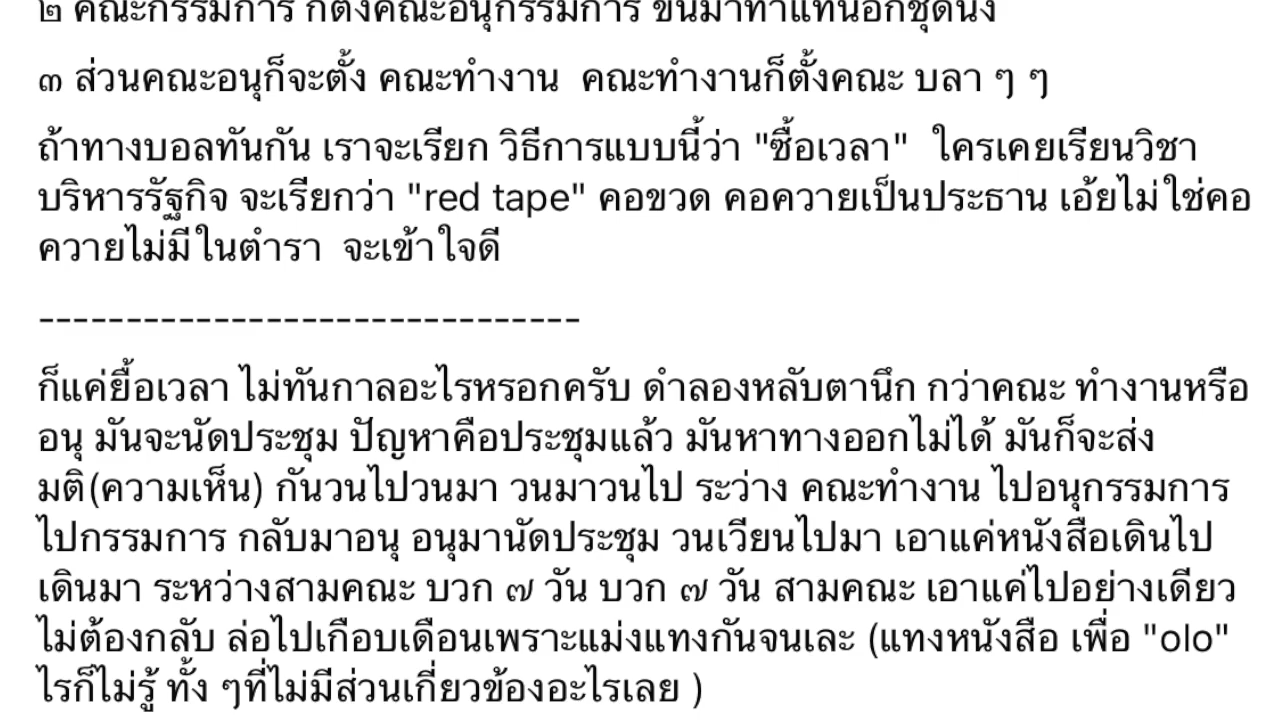 ๒ คณะกรรมการ ก็ตั้งคณะอนุกรรมการ ขึ้นมาทำแทนอีกชุดนึง
๓ ส่วนคณะอนุก็จะตั้ง คณะทำงาน คณะทำงานก็ตั้งคณะ บลา ๆ ๆ
ถ้าทางบอลทันกัน เราจะเรียก วิธีการแบบนี้ว่า "ซื้อเวลา" ใครเคยเรียนวิชา
บริหารรัฐกิจ จะเรียกว่า "red tape" คอขวด คอควายเป็นประธาน เอ้ยไม่ใช่คอ
ควายไม่มีในตำรา จะเข้าใจดี
-------------------------------
ก็แค่ยื้อเวลา ไม่ทันกาลอะไรหรอกครับ ดำลองหลับตานึก กว่าคณะ ทำงานหรือ
อนุ มันจะนัดประชุม ปัญหาคือประชุมแล้ว มันหาทางออกไม่ได้ มันก็จะส่ง
มติ(ความเห็น) กันวนไปวนมา วนมาวนไป ระว่าง คณะทำงาน ไปอนุกรรมการ
ไปกรรมการ กลับมาอนุ อนุมานัดประชุม วนเวียนไปมา เอาแค่หนังสือเดินไป
เดินมา ระหว่างสามคณะ บวก ๗ วัน บวก ๗ วัน สามคณะ เอาแค่ไปอย่างเดียว
ไม่ต้องกลับ ล่อไปเกือบเดือนเพราะแม่งแทงกันจนเละ (แทงหนังสือ เพื่อ "olo"
ไรก็ไม่รู้ ทั้ง ๆที่ไม่มีส่วนเกี่ยวข้องอะไรเลย )